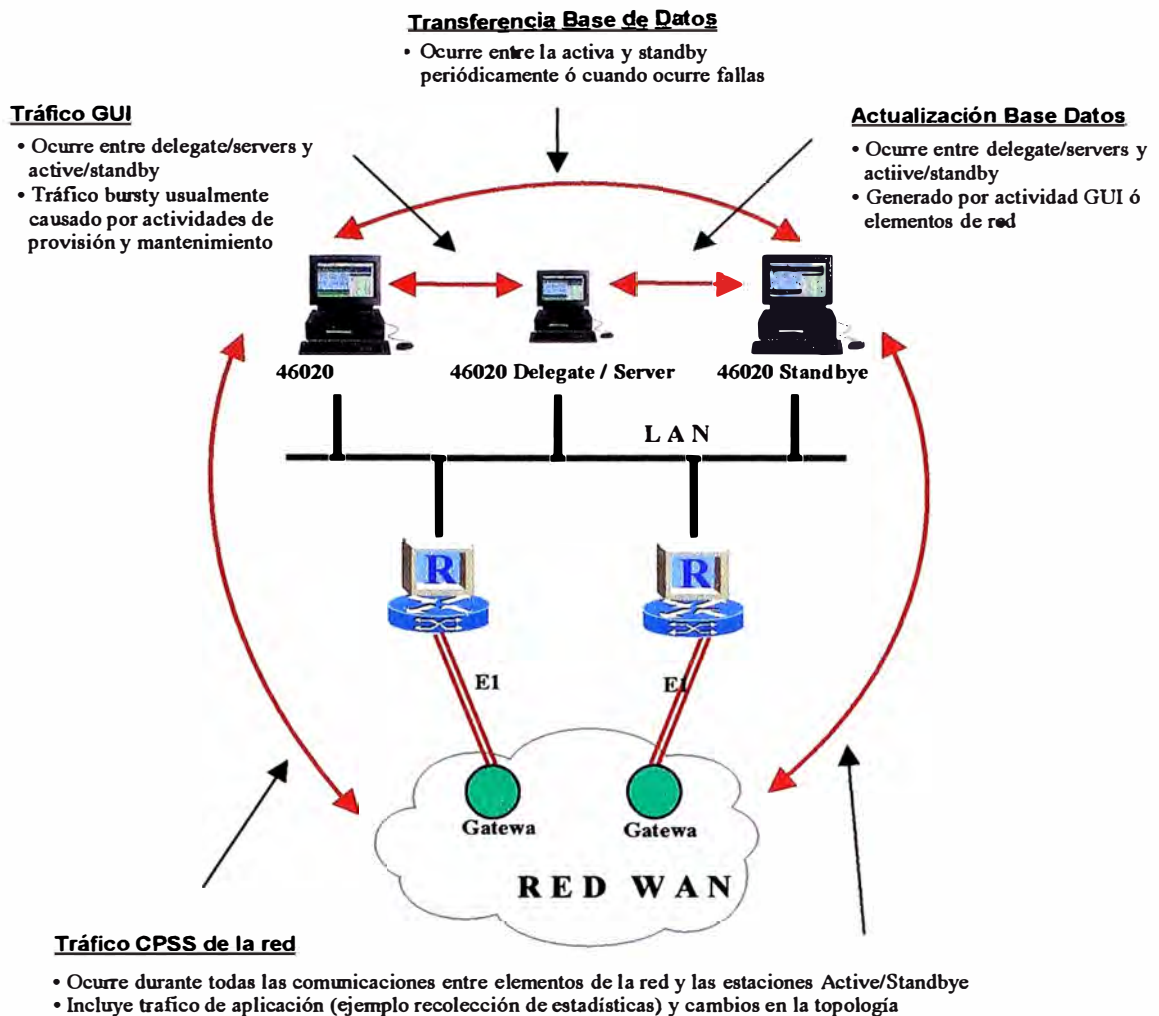 Transferencia Base de Datos
• Ocurre entre la activa y standby
periódicamente ó cuando ocurre fallas
Tráfico GUI
• Ocurre entre delegate/servers y
active/standby
• Tráfico bursty usualmente
causado por actividades de
provisión y mantenimiento
Actualización Base Datos
• Ocurre entre delegate/servers y
actiive/standby
• Generado por actividad GUI ó
elementos de red
46020
46020 Delegate / Server
46020 Standbye
LAN
R
R
E1
E1
Gatewa
Gatewa
RED WAN
Tráfico CPSS de la red
• Ocurre durante todas las comunicaciones entre elementos de la red y las estaciones Active/Standbye
• Incluye trafico de aplicación (ejemplo recolección de estadísticas) y cambios en la topología